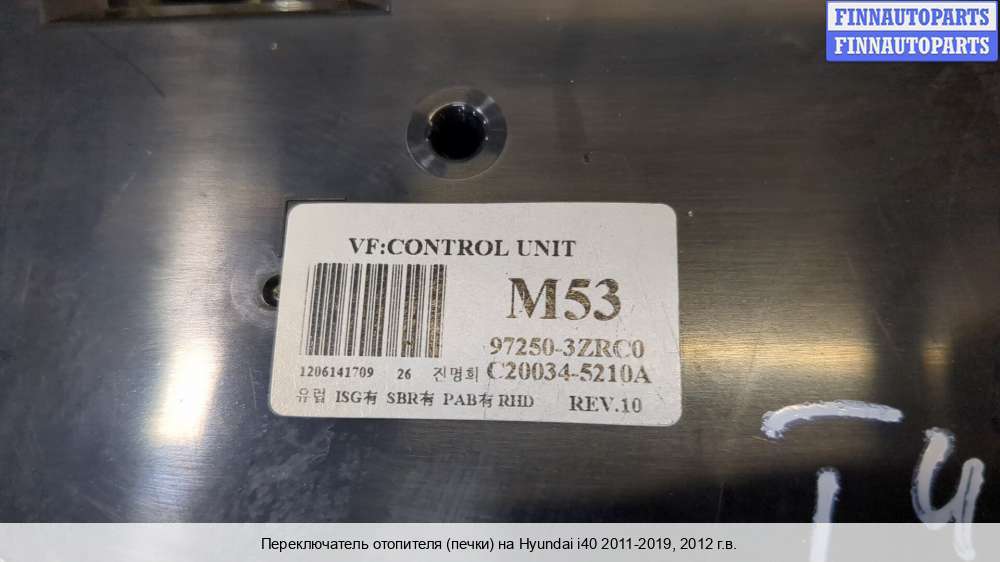 FINNAUTOPARTS
FINNAUTOPARTS
VF:CONTROL UNIT
M53
97250-3ZRC0
1206141709 26 진명희 C20034-5210A
유럽 ISG有 SBR有 PAB有 RHD REV.10
T4
Переключатель отопителя (печки) на Hyundai i40 2011-2019, 2012 г.в.